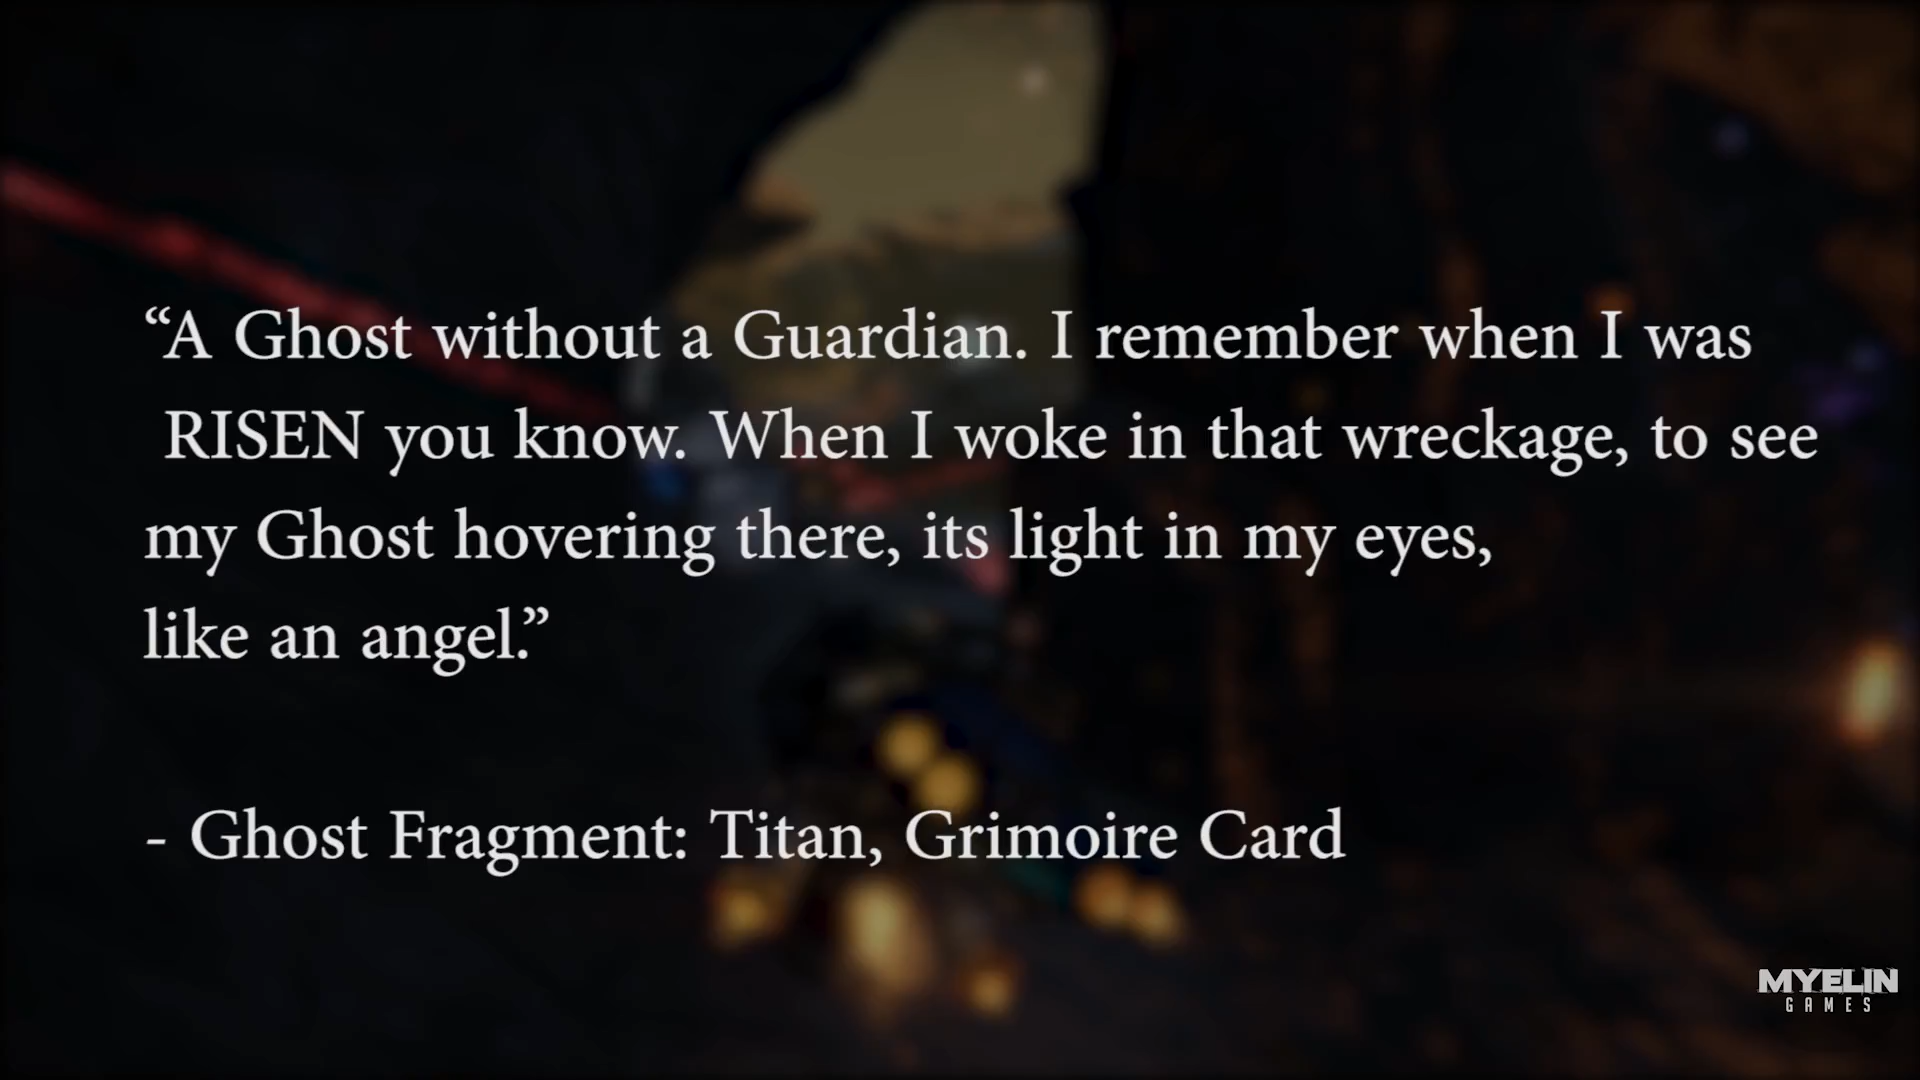 “A Ghost without a Guardian. I remember when I was
RISEN you know. When I woke in that wreckage, to see
my Ghost hovering there, its light in my eyes,
like an angel.”
- Ghost Fragment: Titan, Grimoire Card
MYELIN
GAMES